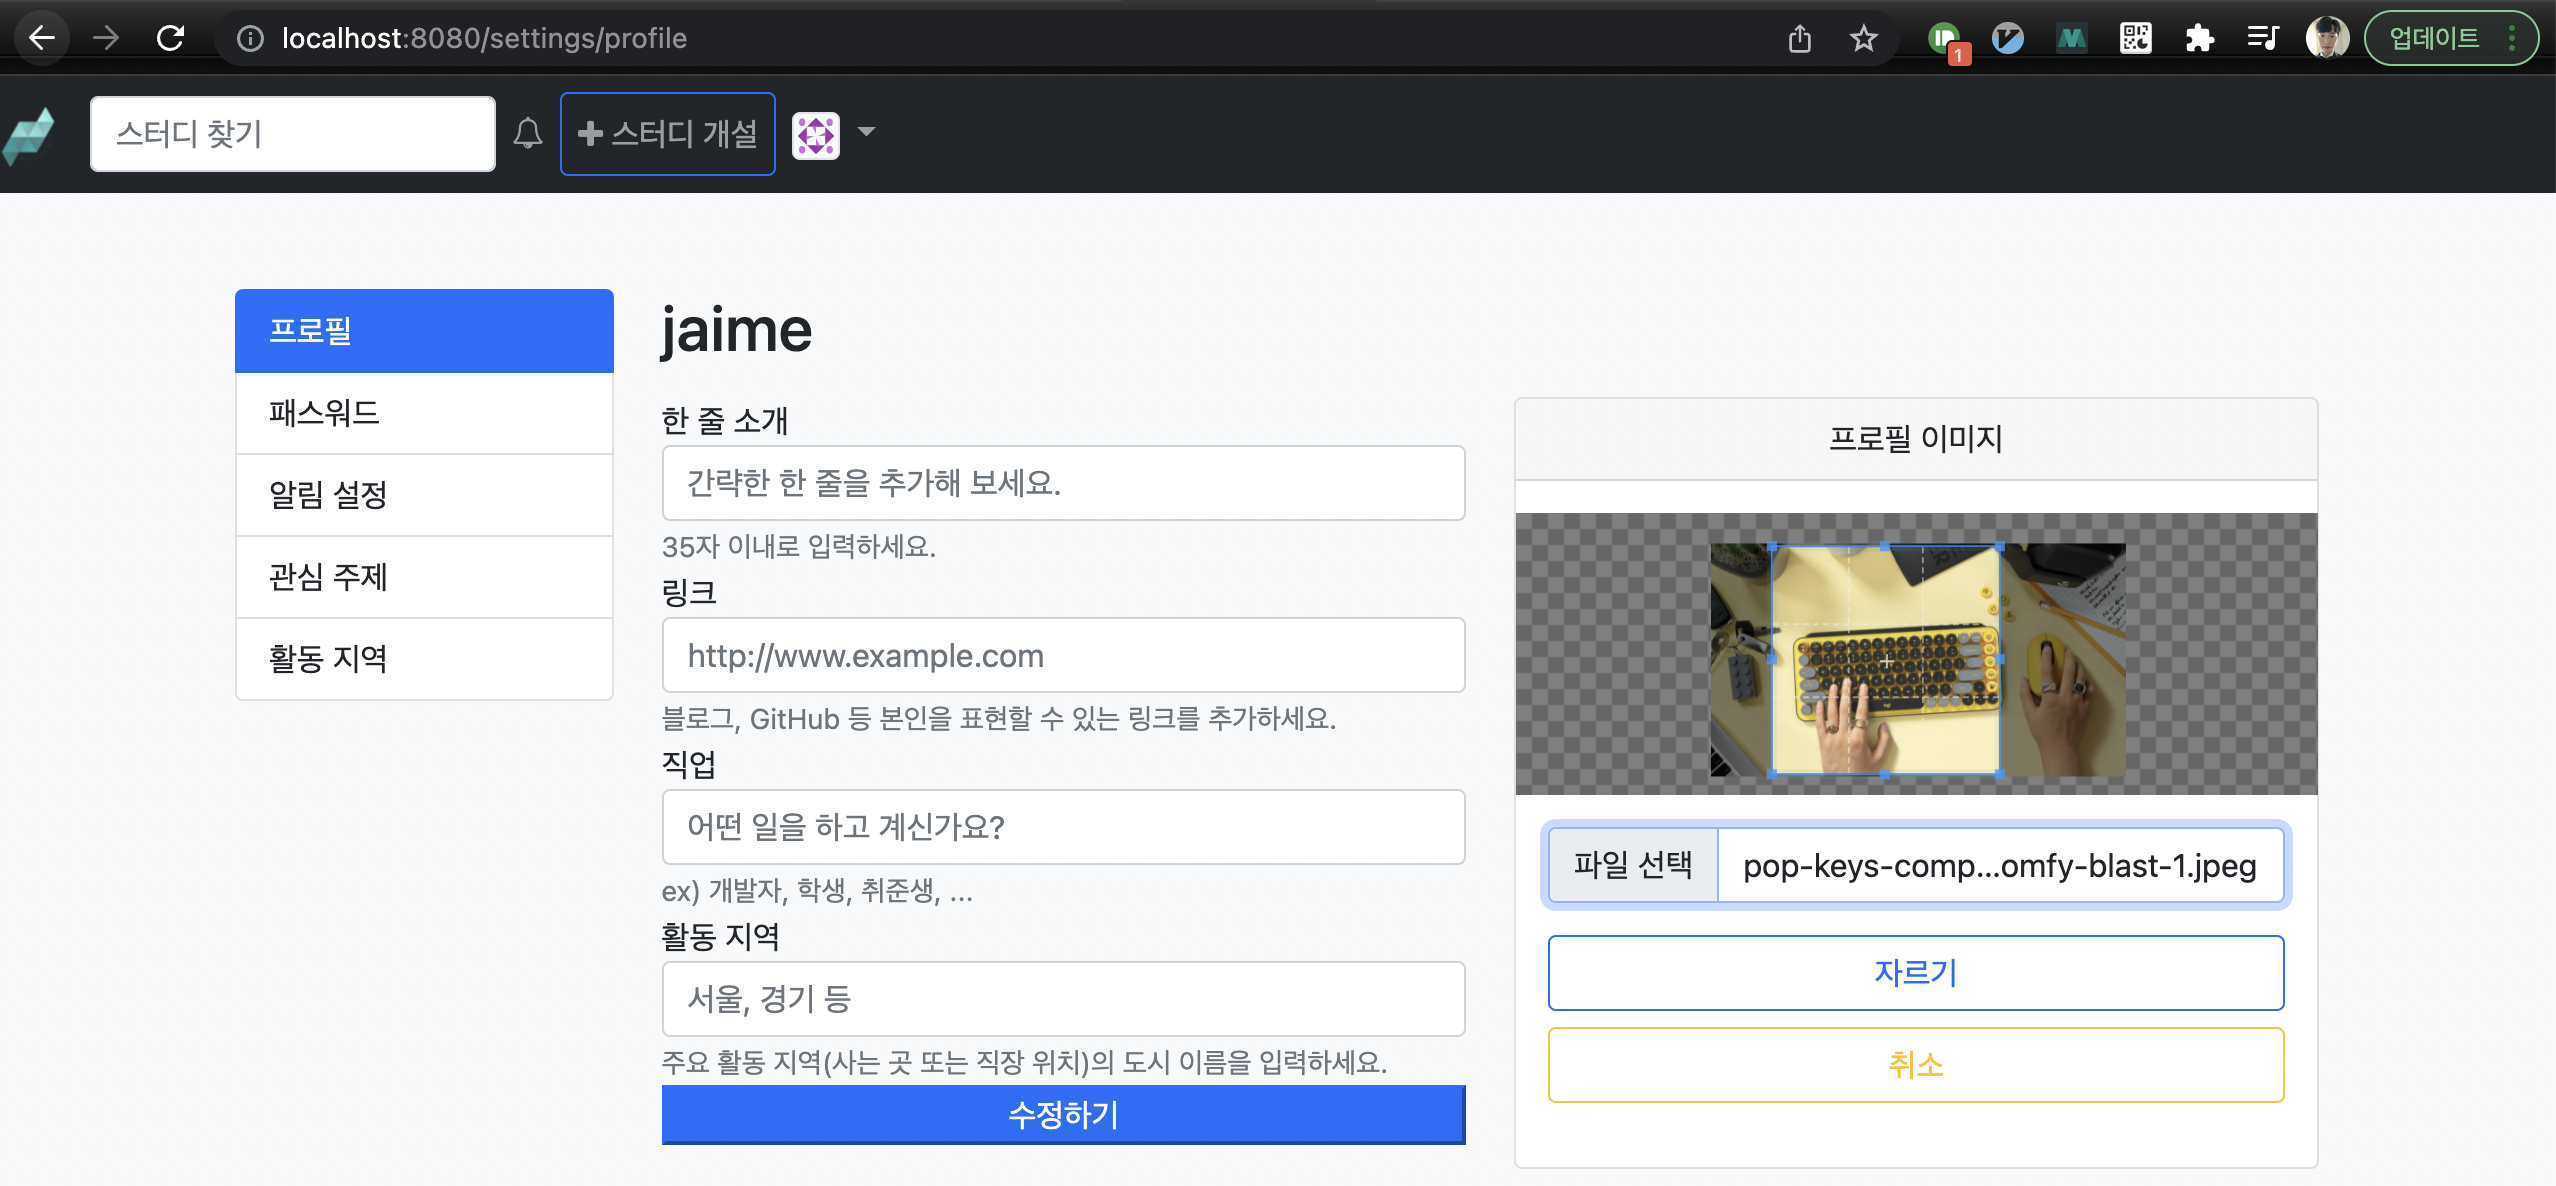 localhost:8080/settings/profile
1
업데이트
스터디 찾기
스터디 개설
프로필
패스워드
알림 설정
관심 주제
활동 지역
jaime
한 줄 소개
간략한 한 줄을 추가해 보세요.
35자 이내로 입력하세요.
링크
http://www.example.com
블로그, GitHub 등 본인을 표현할 수 있는 링크를 추가하세요.
직업
어떤 일을 하고 계신가요?
ex) 개발자, 학생, 취준생, ...
활동 지역
서울, 경기 등
주요 활동 지역(사는 곳 또는 직장 위치)의 도시 이름을 입력하세요.
수정하기
프로필 이미지
파일 선택 pop-keys-comp...omfy-blast-1.jpeg
자르기
취소